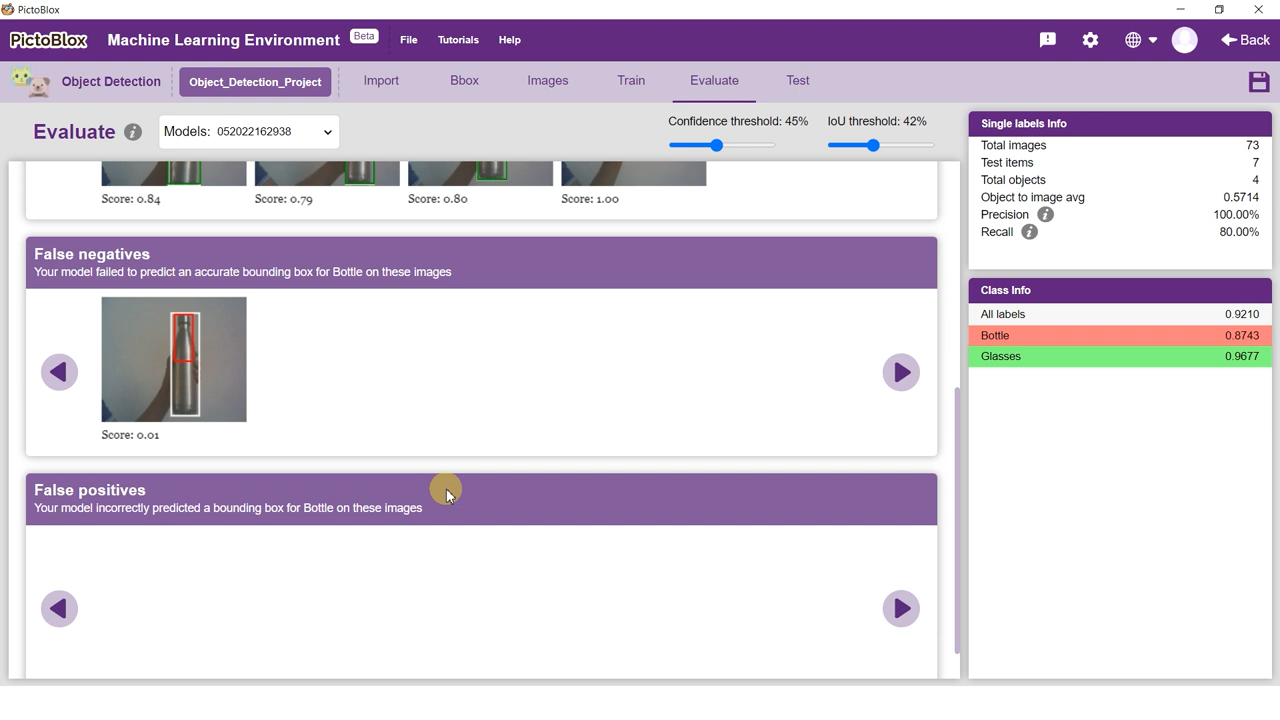 PictoBlox
PictoBlox Machine Learning Environment Beta File Tutorials Help Back
Object Detection Object_Detection_Project Import Bbox Images Train Evaluate Test
Evaluate Models: 052022162938 Confidence threshold: 45% IoU threshold: 42%
Score: 0.84 Score: 0.79 Score: 0.80 Score: 1.00
False negatives
Your model failed to predict an accurate bounding box for Bottle on these images
Score: 0.01
False positives
Your model incorrectly predicted a bounding box for Bottle on these images
Single labels Info
Total images 73
Test items 7
Total objects 4
Object to image avg 0.5714
Precision 100.00%
Recall 80.00%
Class Info
All labels 0.9210
Bottle 0.8743
Glasses 0.9677